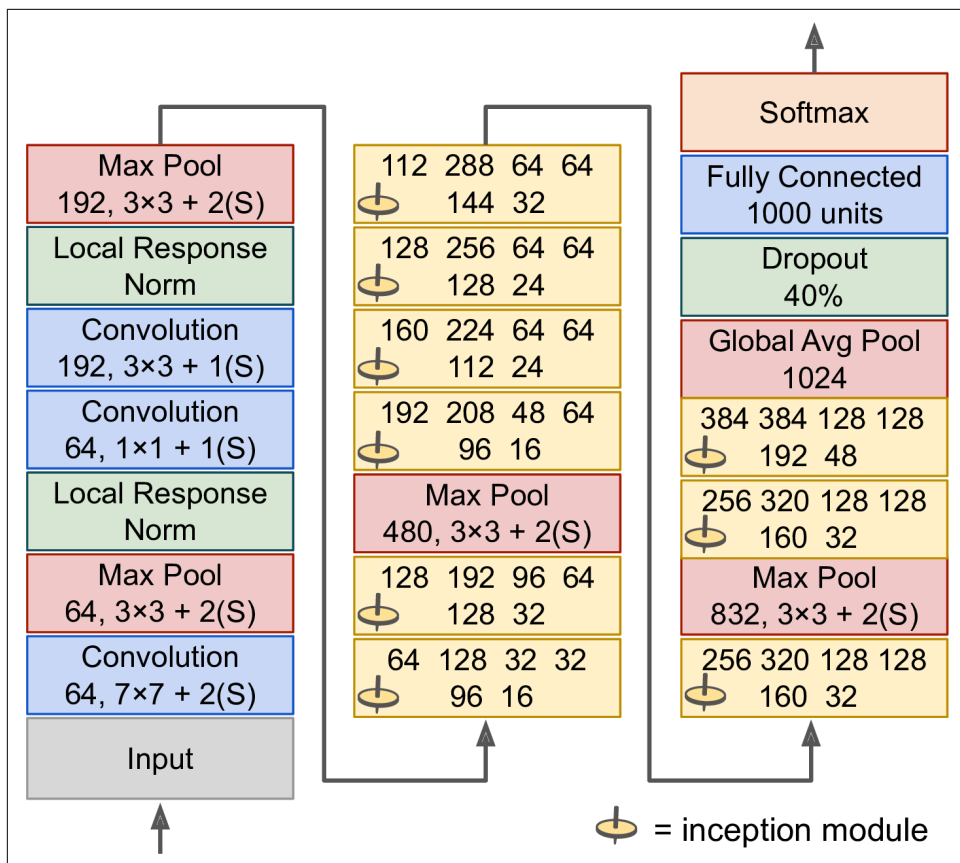 Max Pool
192, 3×3 + 2(S)
Local Response
Norm
Convolution
192, 3×3 + 1(S)
Convolution
64, 1×1 + 1(S)
Local Response
Norm
Max Pool
64, 3×3 + 2(S)
Convolution
64, 7×7 + 2(S)
Input
112 288 64 64
144 32
128 256 64 64
128 24
160 224 64 64
112 24
192 208 48 64
96 16
Max Pool
480, 3×3 + 2(S)
128 192 96 64
128 32
64 128 32 32
96 16
Softmax
Fully Connected
1000 units
Dropout
40%
Global Avg Pool
1024
384 384 128 128
192 48
256 320 128 128
160 32
Max Pool
832, 3×3 + 2(S)
256 320 128 128
160 32
= inception module